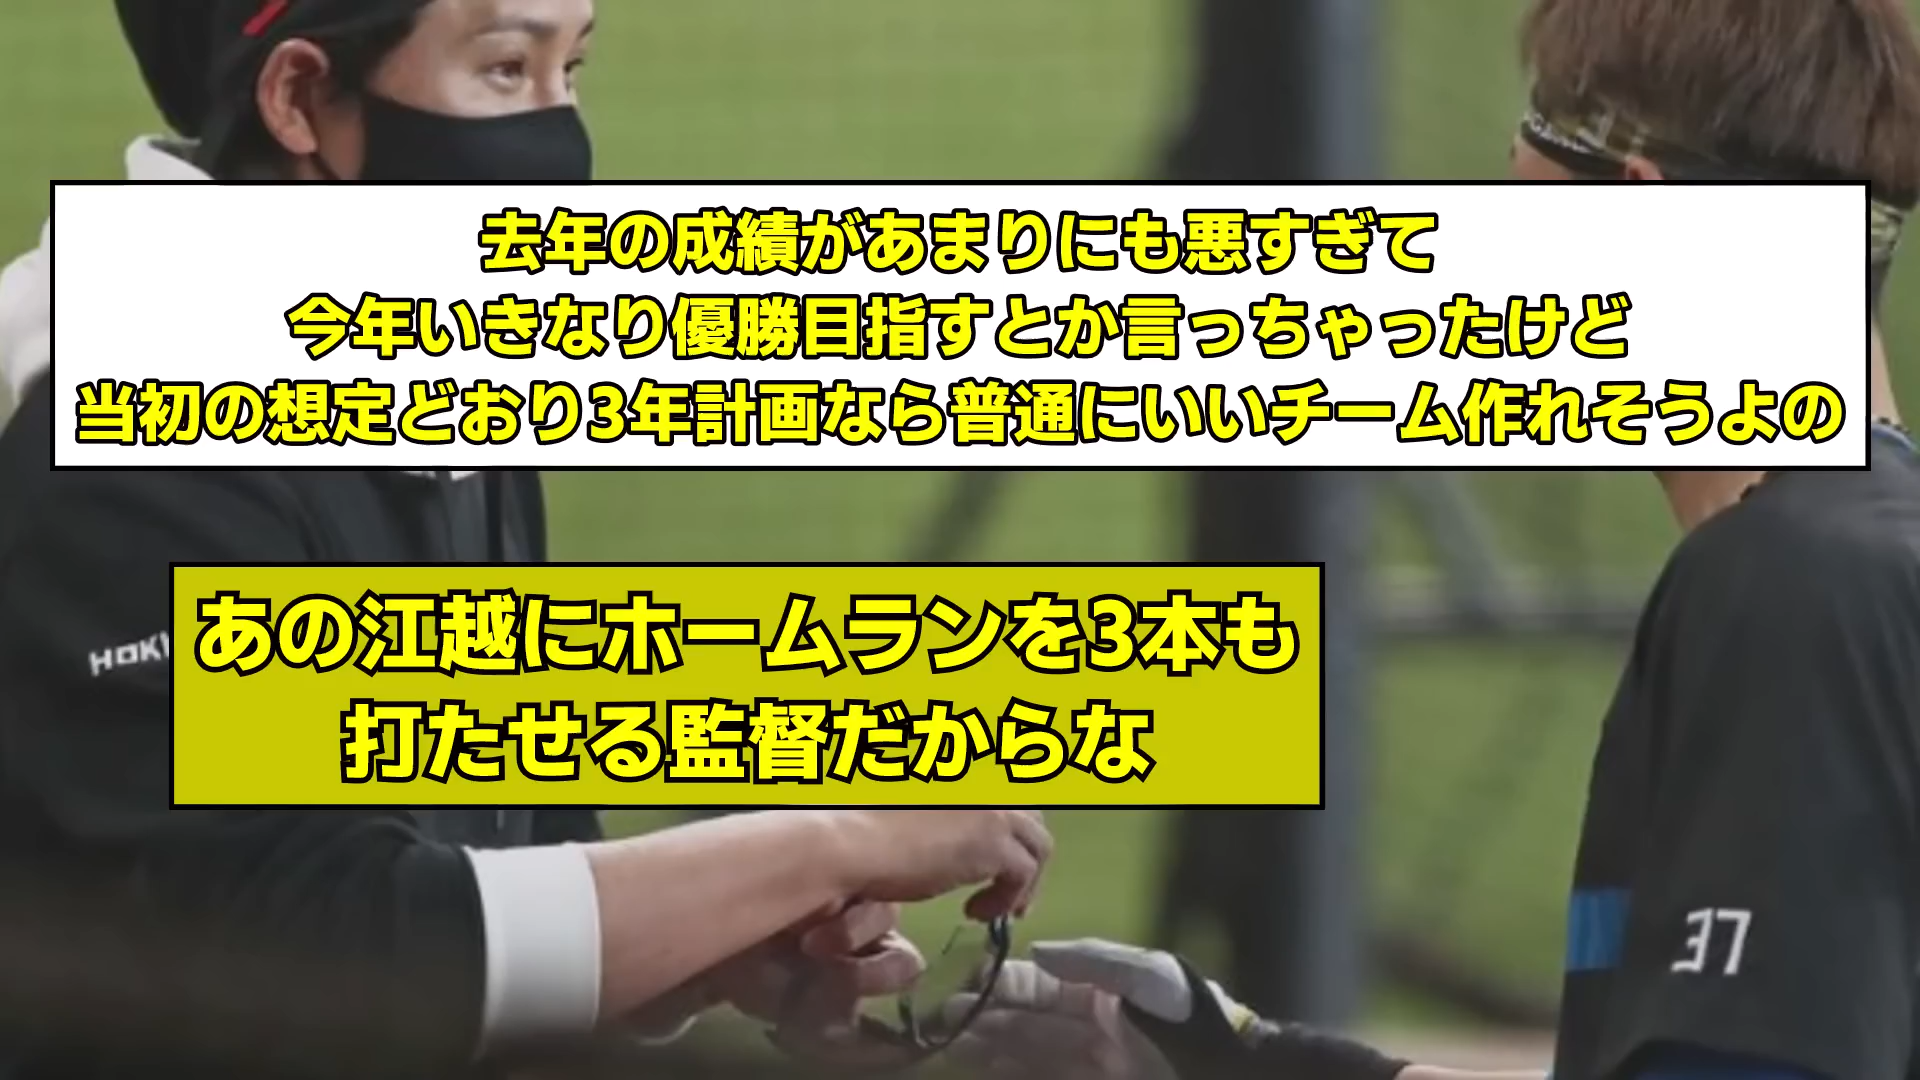 去年の成績があまりにも悪すぎて
今年いきなり優勝目指すとか言っちゃったけど
当初の想定どおり3年計画なら普通にいいチーム作れそうよの
あの江越にホームランを3本も
打たせる監督だからな
37